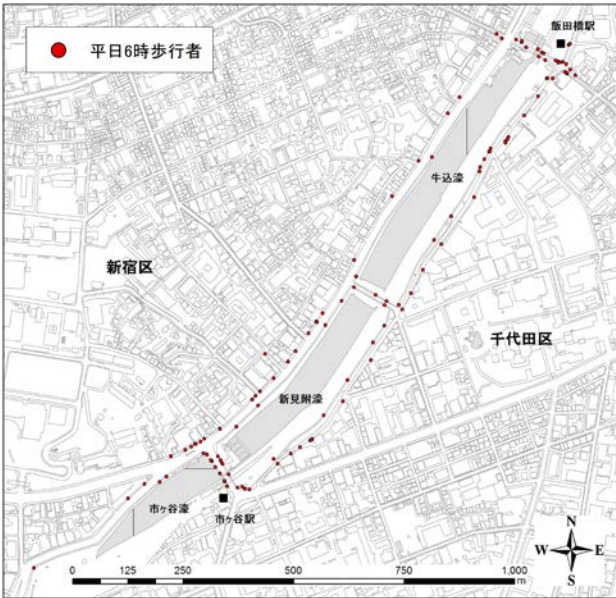 飯田橋駅
平日6時歩行者
牛込濠
新宿区
千代田区
新見附濠
市ヶ谷濠
市ヶ谷駅
N
W E
S
0 125 250 500 750 1,000
m